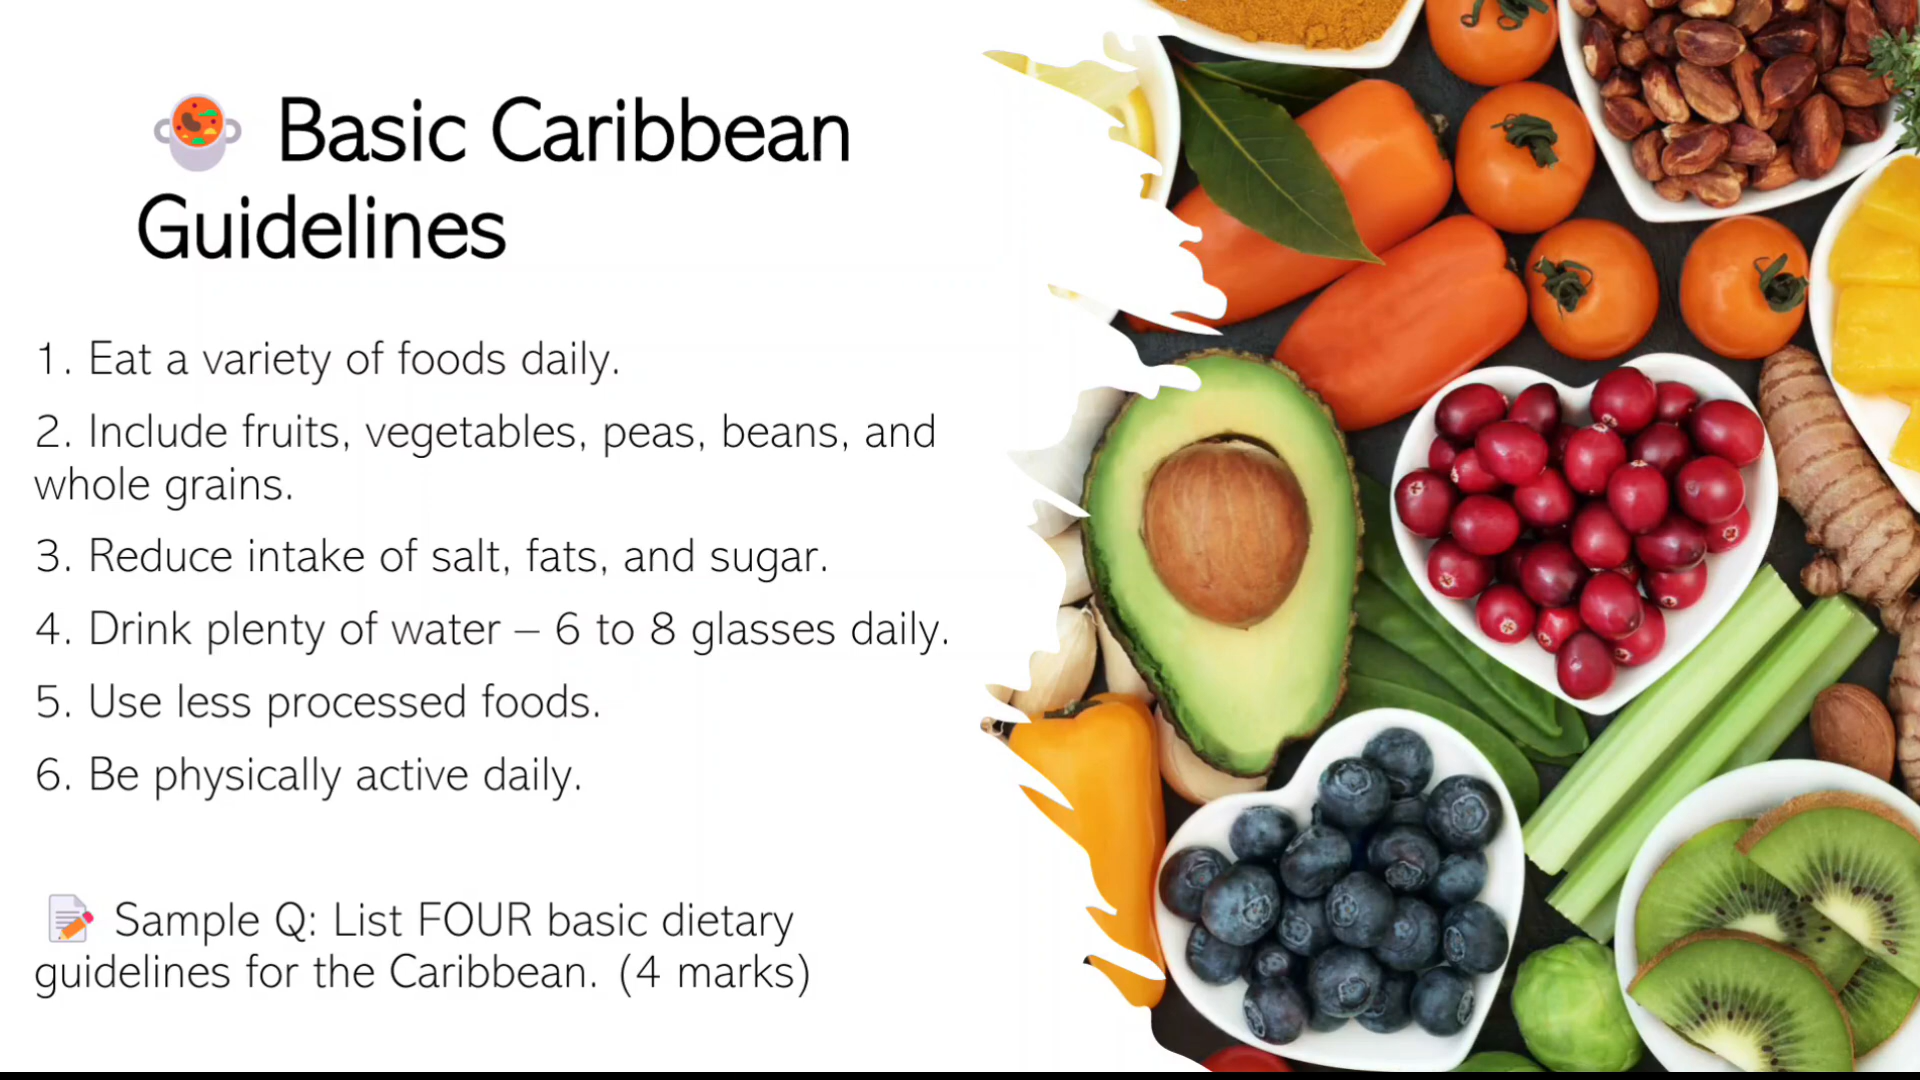 Basic Caribbean
Guidelines
1. Eat a variety of foods daily.
2. Include fruits, vegetables, peas, beans, and
whole grains.
3. Reduce intake of salt, fats, and sugar.
4. Drink plenty of water – 6 to 8 glasses daily.
5. Use less processed foods.
6. Be physically active daily.
Sample Q: List FOUR basic dietary
guidelines for the Caribbean. (4 marks)